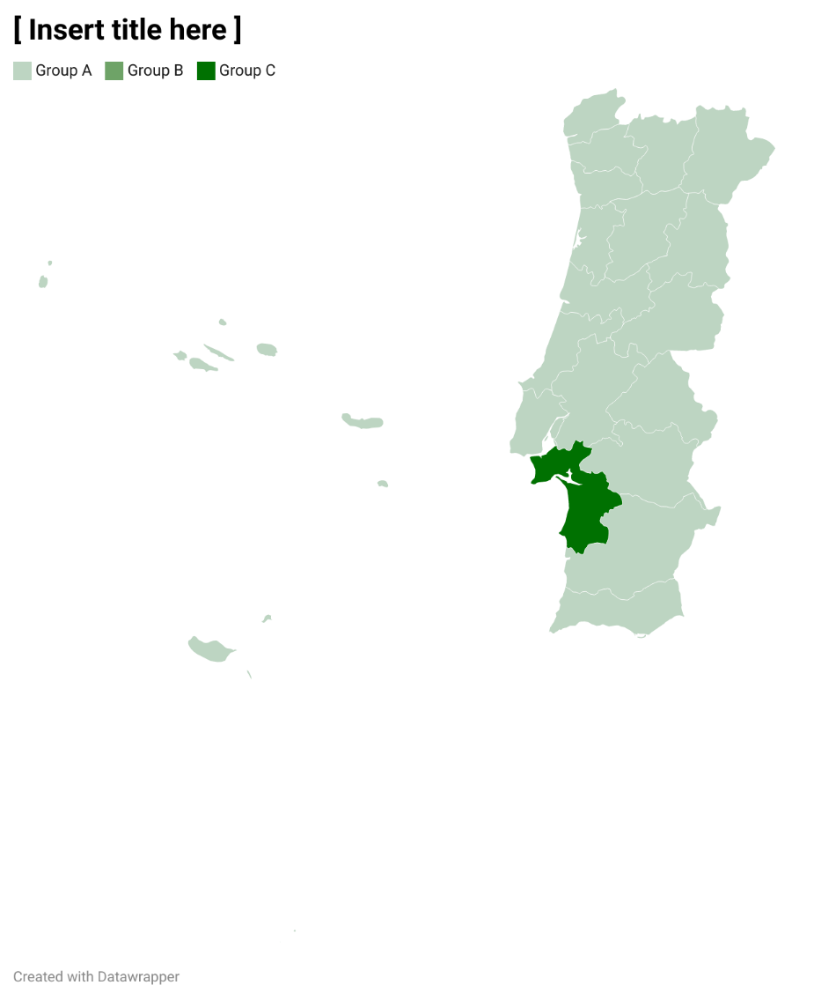 [ Insert title here ]
Group A Group B Group C
Created with Datawrapper